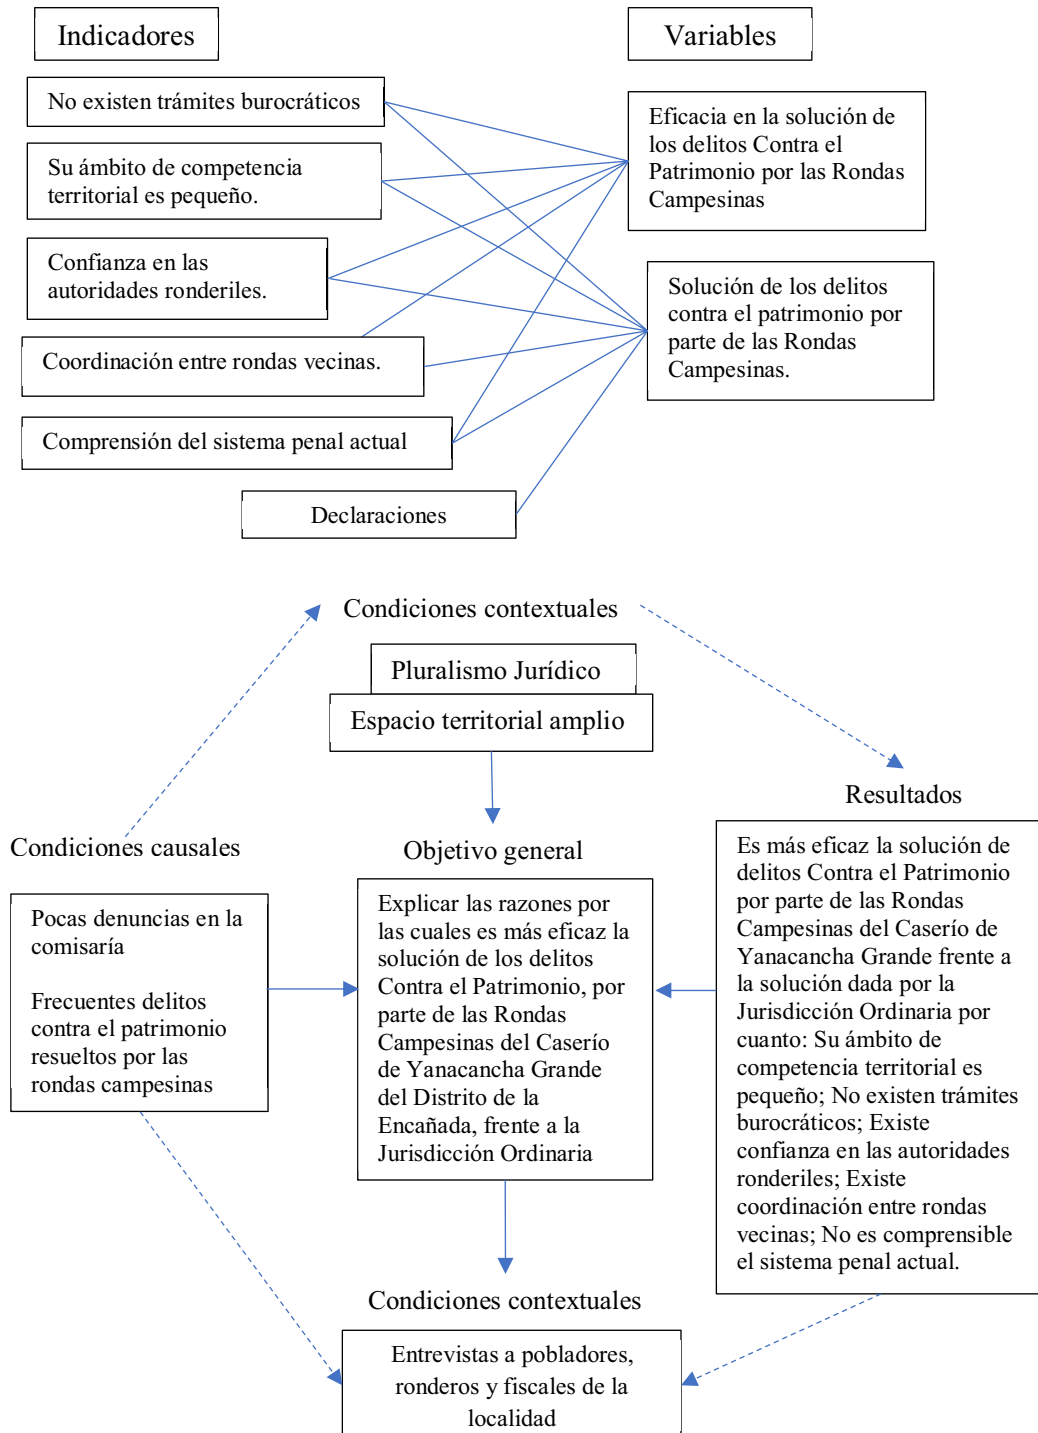 Indicadores
Variables
No existen trámites burocráticos
Su ámbito de competencia
territorial es pequeño.
Confianza en las
autoridades ronderiles.
Coordinación entre rondas vecinas.
Comprensión del sistema penal actual
Declaraciones
Eficacia en la solución de
los delitos Contra el
Patrimonio por las Rondas
Campesinas
Solución de los delitos
contra el patrimonio por
parte de las Rondas
Campesinas.
Condiciones contextuales
Pluralismo Jurídico
Espacio territorial amplio
Condiciones causales
Pocas denuncias en la
comisaría
Frecuentes delitos
contra el patrimonio
resueltos por las
rondas campesinas
Objetivo general
Explicar las razones por
las cuales es más eficaz la
solución de los delitos
Contra el Patrimonio, por
parte de las Rondas
Campesinas del Caserío
de Yanacancha Grande
del Distrito de la
Encañada, frente a la
Jurisdicción Ordinaria
Resultados
Es más eficaz la solución de
delitos Contra el Patrimonio
por parte de las Rondas
Campesinas del Caserío de
Yanacancha Grande frente a
la solución dada por la
Jurisdicción Ordinaria por
cuanto: Su ámbito de
competencia territorial es
pequeño; No existen trámites
burocráticos; Existe
confianza en las autoridades
ronderiles; Existe
coordinación entre rondas
vecinas; No es comprensible
el sistema penal actual.
Condiciones contextuales
Entrevistas a pobladores,
ronderos y fiscales de la
localidad